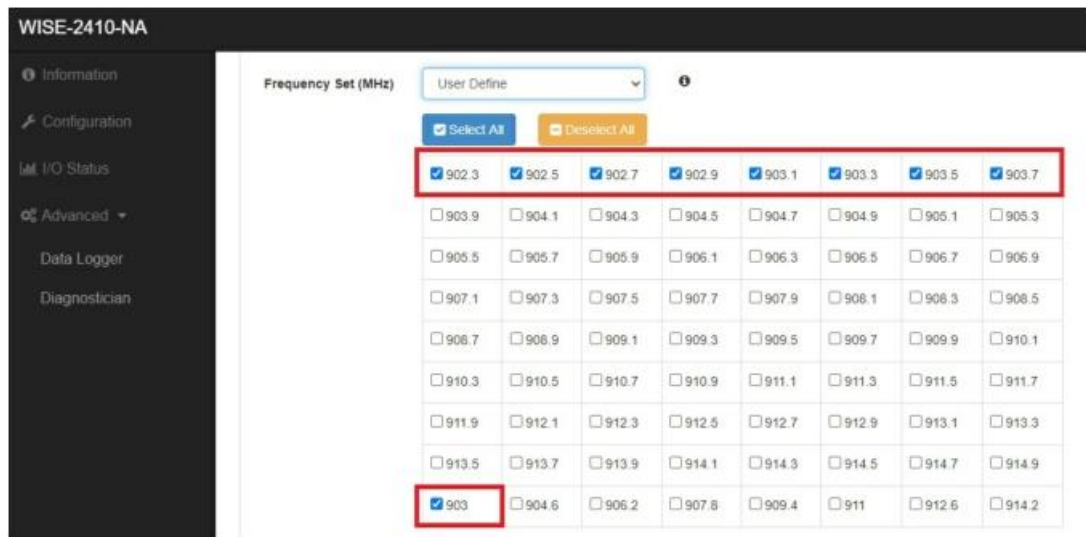 WISE-2410-NA
Information
Configuration
I/O Status
Advanced
Data Logger
Diagnostician
Frequency Set (MHz) User Define
Select All Deselect All
902.3 902.5 902.7 902.9 903.1 903.3 903.5 903.7
903.9 904.1 904.3 904.5 904.7 904.9 905.1 905.3
905.5 905.7 905.9 906.1 906.3 906.5 906.7 906.9
907.1 907.3 907.5 907.7 907.9 908.1 908.3 908.5
908.7 908.9 909.1 909.3 909.5 909.7 909.9 910.1
910.3 910.5 910.7 910.9 911.1 911.3 911.5 911.7
911.9 912.1 912.3 912.5 912.7 912.9 913.1 913.3
913.5 913.7 913.9 914.1 914.3 914.5 914.7 914.9
903 904.6 906.2 907.8 909.4 911 912.6 914.2